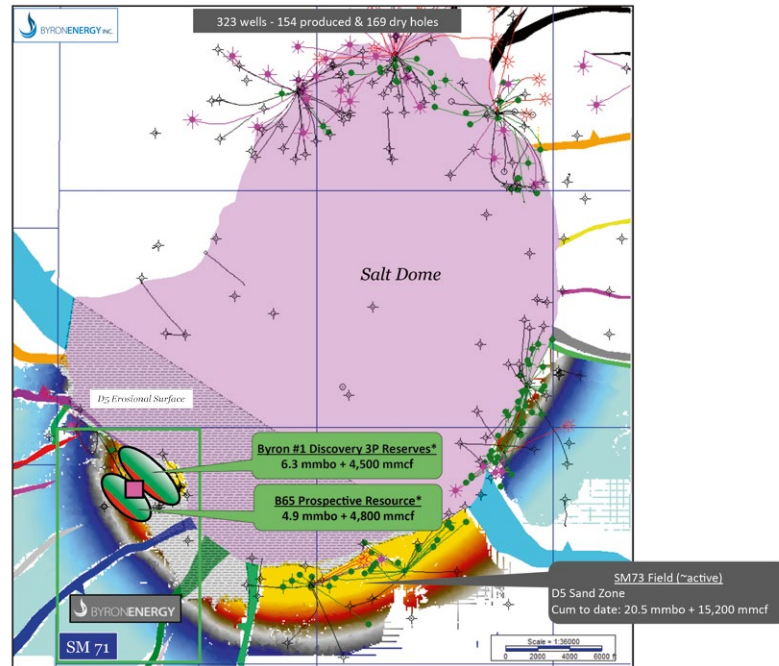 BYRONENERGY INC.
323 wells - 154 produced & 169 dry holes
Salt Dome
D5 Erosional Surface
Byron #1 Discovery 3P Reserves*
6.3 mmbo + 4,500 mmcf
B65 Prospective Resource*
4.9 mmbo + 4,800 mmcf
SM73 Field (~active)
D5 Sand Zone
Cum to date: 20.5 mmbo + 15,200 mmcf
BYRONENERGY
SM 71
Scale = 1:36000
0 2000 4000 6000 ft